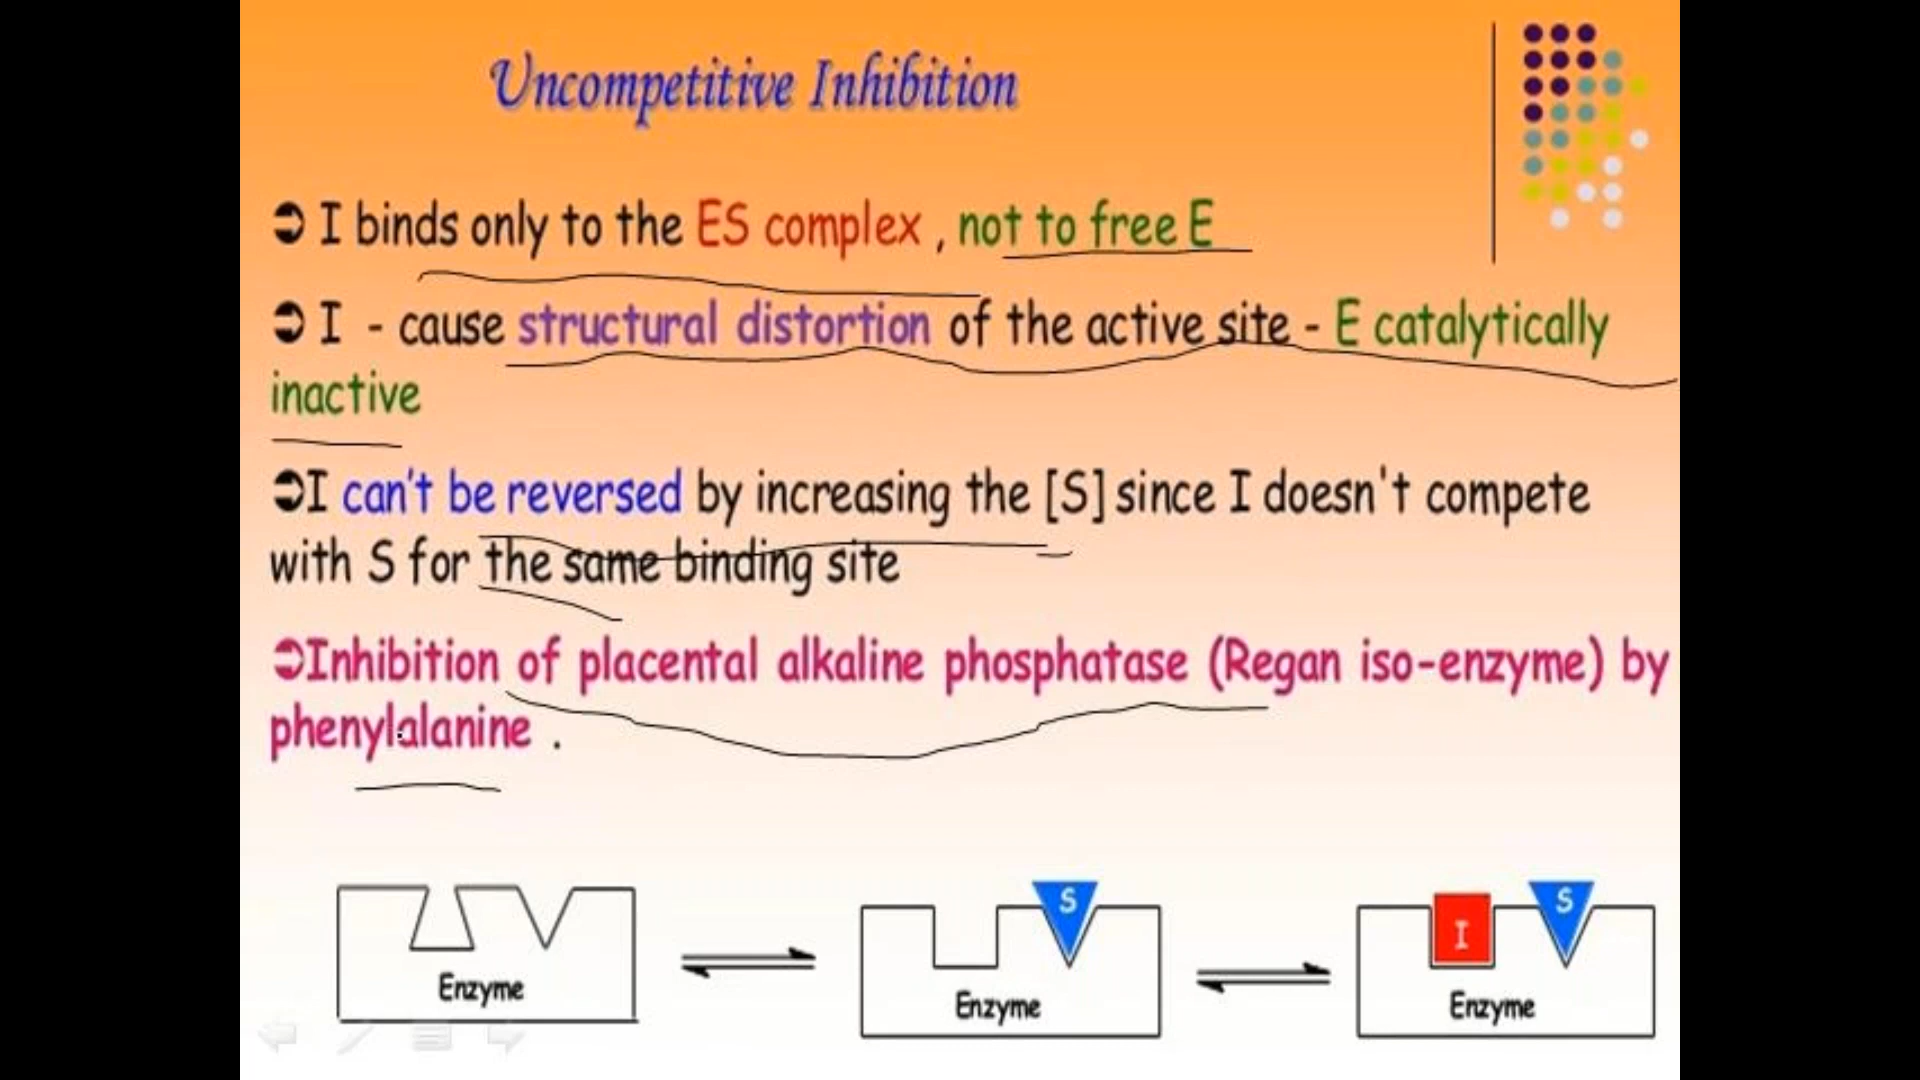 Uncompetitive Inhibition
➲ I binds only to the ES complex , not to free E
➲ I - cause structural distortion of the active site - E catalytically
inactive
➲I can't be reversed by increasing the [S] since I doesn't compete
with S for the same binding site
➲Inhibition of placental alkaline phosphatase (Regan iso-enzyme) by
phenylalanine .
S
S
I
Enzyme
Enzyme
Enzyme